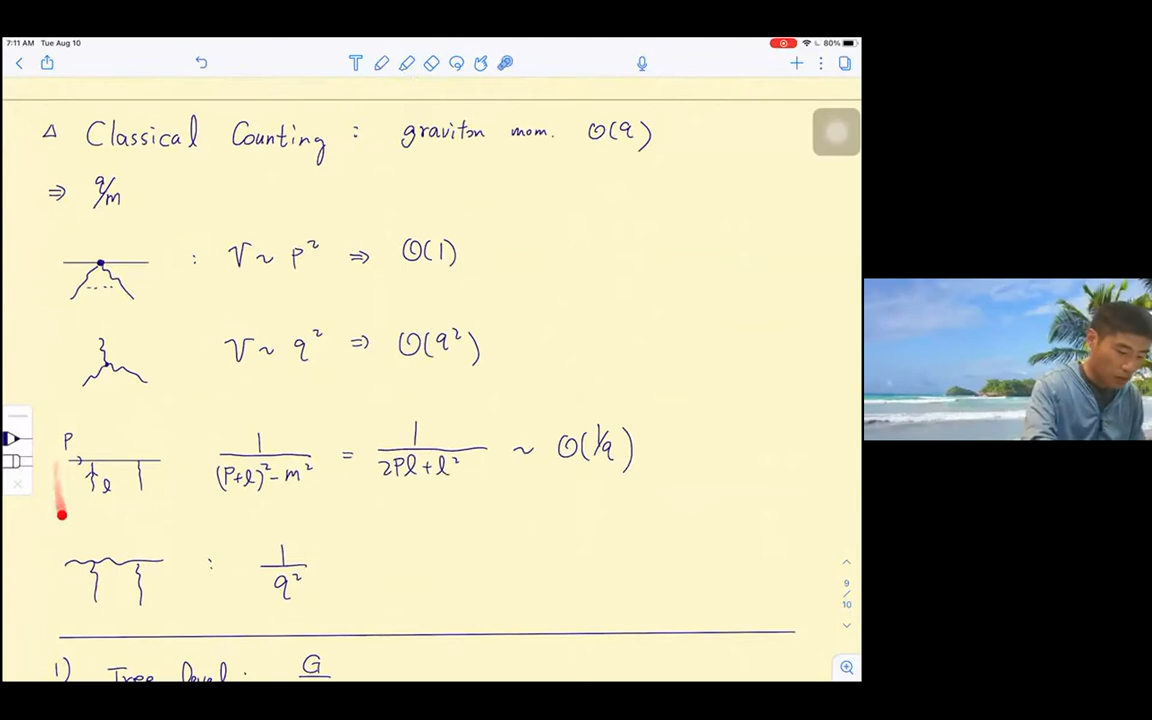 7:11 AM Tue Aug 10 80%
Δ Classical Counting : graviton mom. O(q)
⇒ q/m
: V ~ p² ⇒ O(1)
V ~ q² ⇒ O(q²)
P l 1/((P+l)² - m²) = 1/(2Pl + l²) ~ O(1/q)
: 1/q²
9 / 10
1) Tree level : G